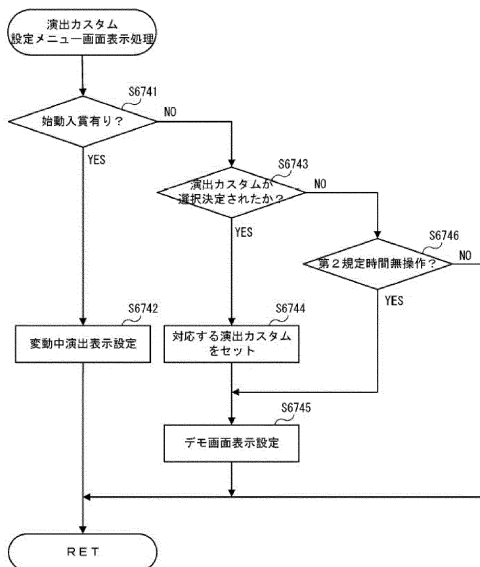 演出カスタム
設定メニュー画面表示処理
S6741
始動入賞有り？
NO
YES
S6743
演出カスタムが
選択決定されたか？
NO
YES
S6746
第２規定時間無操作？
NO
YES
S6742
変動中演出表示設定
S6744
対応する演出カスタム
をセット
S6745
デモ画面表示設定
ＲＥＴ